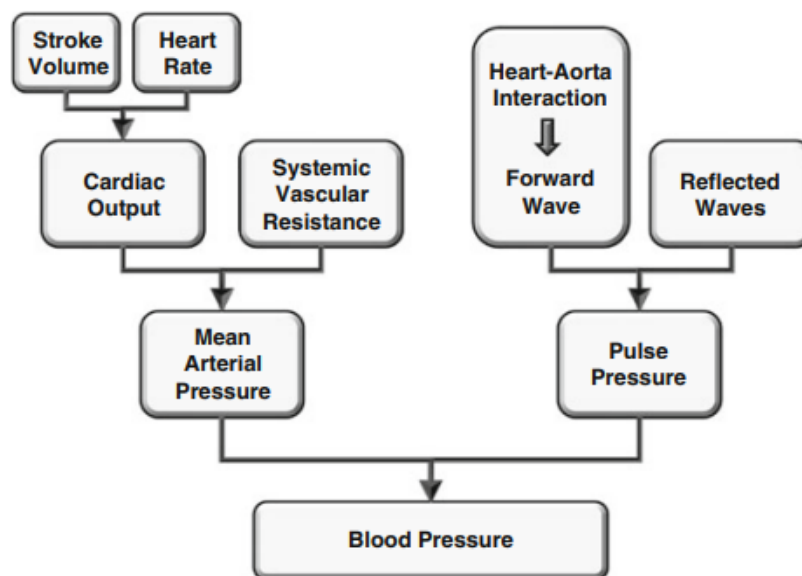 Stroke
Volume
Heart
Rate
Heart-Aorta
Interaction
Forward
Wave
Cardiac
Output
Systemic
Vascular
Resistance
Reflected
Waves
Mean
Arterial
Pressure
Pulse
Pressure
Blood Pressure